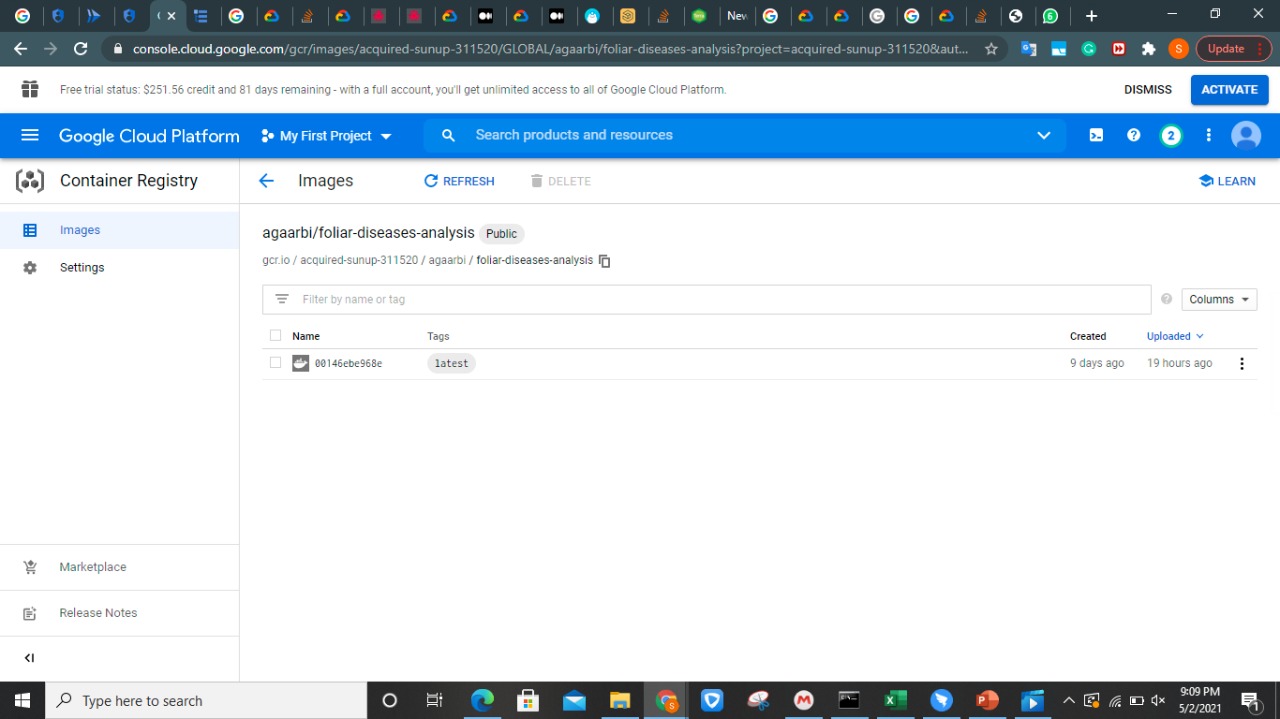 New
6
S
console.cloud.google.com/gcr/images/acquired-sunup-311520/GLOBAL/agaarbi/foliar-diseases-analysis?project=acquired-sunup-311520&aut...
Update
Free trial status: $251.56 credit and 81 days remaining - with a full account, you'll get unlimited access to all of Google Cloud Platform.
DISMISS
ACTIVATE
Google Cloud Platform
My First Project
Search products and resources
2
Container Registry
Images
REFRESH
DELETE
LEARN
Images
Settings
agaarbi/foliar-diseases-analysis Public
gcr.io / acquired-sunup-311520 / agaarbi / foliar-diseases-analysis
Filter by name or tag
Columns
Name Tags Created Uploaded
00146ebe968e latest 9 days ago 19 hours ago
Marketplace
Release Notes
Type here to search
9:09 PM
5/2/2021
1